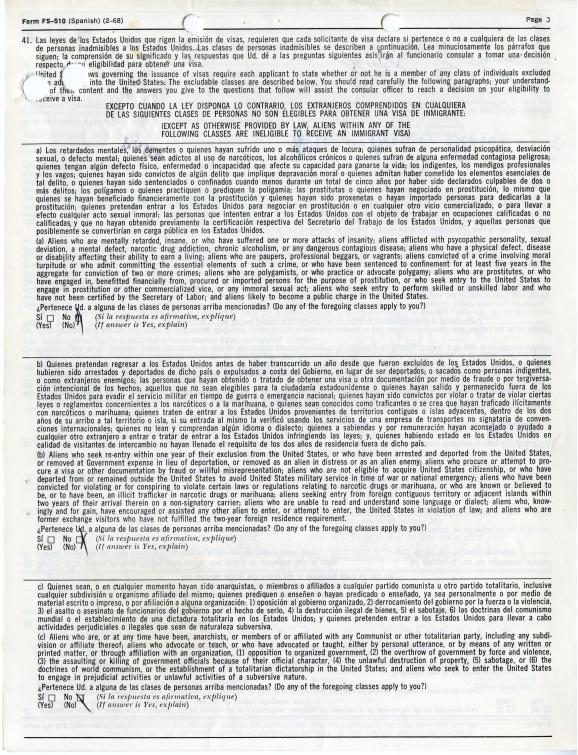 Form FS-510 (Spanish) (2-68)
Page 3
41. Las leyes de los Estados Unidos que rigen la emisión de visas, requieren que cada solicitante de visa declare si pertenece o no a cualquiera de las clases
de personas inadmisibles a los Estados Unidos. Las clases de personas inadmisibles se describen a continuación. Lea minuciosamente los párrafos que
siguen; la comprensión de su significado y las respuestas que Ud. dé a las preguntas siguientes asistirán al funcionario consular a tomar una decisión
respecto eligibilidad para obtener una visa.
United ws governing the issuance of visas require each applicant to state whether or not he is a member of any class of individuals excluded
into the United States. The excludable classes are described below. You should read carefully the following paragraphs; your understand-
of their content and the answers you give to the questions that follow will assist the consular officer to reach a decision on your eligibility to
receive a visa.
EXCEPTO CUANDO LA LEY DISPONGA LO CONTRARIO, LOS EXTRANJEROS COMPRENDIDOS EN CUALQUIERA
DE LAS SIGUIENTES CLASES DE PERSONAS NO SON ELEGIBLES PARA OBTENER UNA VISA DE INMIGRANTE:
(EXCEPT AS OTHERWISE PROVIDED BY LAW, ALIENS WITHIN ANY OF THE
FOLLOWING CLASSES ARE INELIGIBLE TO RECEIVE AN IMMIGRANT VISA)
a) Los retardados mentales, los dementes o quienes hayan sufrido uno o más ataques de locura; quienes sufran de personalidad psicopática, desviación
sexual, o defecto mental; quienes sean adictos al uso de narcóticos, los alcohólicos crónicos o quienes sufran de alguna enfermedad contagiosa peligrosa;
quienes tengan algún defecto físico, enfermedad o incapacidad que afecte su capacidad para ganarse la vida; los indigentes, los mendigos profesionales
y los vagos; quienes hayan sido convictos de algún delito que implique depravación moral o quienes admitan haber cometido los elementos esenciales de
tal delito, o quienes hayan sido sentenciados o confinados cuando menos durante un total de cinco años por haber sido declarados culpables de dos o
más delitos; los polígamos o quienes practiquen o prediquen la poligamia; las prostitutas o quienes hayan negociado en prostitución, lo mismo que
quienes se hayan beneficiado financieramente con la prostitución y quienes hayan sido proxenetas o hayan importado personas para dedicarlas a la
prostitución; quienes pretendan entrar a los Estados Unidos para negociar en prostitución o en cualquier otro vicio comercializado, o para llevar a
efecto cualquier acto sexual inmoral; las personas que intenten entrar a los Estados Unidos con el objeto de trabajar en ocupaciones calificadas o no
calificadas y que no hayan obtenido previamente la certificación respectiva del Secretario del Trabajo de los Estados Unidos, y aquellas personas que
posiblemente se convertirían en carga pública en los Estados Unidos.
(a) Aliens who are mentally retarded, insane, or who have suffered one or more attacks of insanity; aliens afflicted with psycopathic personality, sexual
deviation, a mental defect, narcotic drug addiction, chronic alcoholism, or any dangerous contagious disease; aliens who have a physical defect, disease
or disability affecting their ability to earn a living; aliens who are paupers, professional beggars, or vagrants; aliens convicted of a crime involving moral
turpitude or who admit committing the essential elements of such a crime, or who have been sentenced to confinement for at least five years in the
aggregate for conviction of two or more crimes; aliens who are polygamists, or practice or advocate polygamy; aliens who are prostitutes, or who
have engaged in, benefited financially from, procured or imported persons for the purpose of prostitution, or who seek entry to the United States to
engage in prostitution or other commercialized vice, or any immoral sexual act; aliens who seek entry to perform skilled or unskilled labor and who
have not been certified by the Secretary of Labor; and aliens likely to become a public charge in the United States.
¿Pertenece Ud. a alguna de las clases de personas arriba mencionadas? (Do any of the foregoing classes apply to you?)
Sí No (Si la respuesta es afirmativa, explique)
(Yes) (No) (If answer is Yes, explain)
b) Quienes pretendan regresar a los Estados Unidos antes de haber transcurrido un año desde que fueron excluídos de los Estados Unidos, o quienes
hubieren sido arrestados y deportados de dicho país o expulsados a costa del Gobierno, en lugar de ser deportados; o sacados como personas indigentes,
o como extranjeros enemigos; las personas que hayan obtenido o tratado de obtener una visa u otra documentación por medio de fraude o por tergiversa-
ción intencional de los hechos; aquellos que no sean elegibles para la ciudadanía estadounidense o quienes hayan salido y permanecido fuera de los
Estados Unidos para evadir el servicio militar en tiempo de guerra o emergencia nacional; quienes hayan sido convictos por violar o tratar de violar ciertas
leyes o reglamentos concernientes a los narcóticos o a la marihuana, o quienes sean conocidos como traficantes o se crea que hayan traficado ilícitamente
con narcóticos o marihuana; quienes traten de entrar a los Estados Unidos provenientes de territorios contiguos o islas adyacentes, dentro de los dos
años de su arribo a tal territorio o isla, si su entrada al mismo la verificó usando los servicios de una empresa de transportes no signataria de conven-
ciones internacionales; quienes no lean y comprendan algún idioma o dialecto; quienes a sabiendas y por remuneración hayan aconsejado o ayudado a
cualquier otro extranjero a entrar o tratar de entrar a los Estados Unidos infringiendo las leyes; y, quienes habiendo estado en los Estados Unidos en
calidad de visitantes de intercambio no hayan llenado el requisito de los dos años de residencia fuera de dicho país.
(b) Aliens who seek re-entry within one year of their exclusion from the United States, or who have been arrested and deported from the United States,
or removed at Government expense in lieu of deportation, or removed as an alien in distress or as an alien enemy; aliens who procure or attempt to pro-
cure a visa or other documentation by fraud or willful misrepresentation; aliens who are not eligible to acquire United States citizenship, or who have
departed from or remained outside the United States to avoid United States military service in time of war or national emergency; aliens who have been
convicted for violating or for conspiring to violate certain laws or regulations relating to narcotic drugs or marihuana, or who are known or believed to
be, or to have been, an illicit trafficker in narcotic drugs or marihuana; aliens seeking entry from foreign contiguous territory or adjacent islands within
two years of their arrival therein on a non-signatory carrier; aliens who are unable to read and understand some language or dialect; aliens who, know-
ingly and for gain, have encouraged or assisted any other alien to enter, or attempt to enter, the United States in violation of law; and aliens who are
former exchange visitors who have not fulfilled the two-year foreign residence requirement.
¿Pertenece Ud. a alguna de las clases de personas arriba mencionadas? (Do any of the foregoing classes apply to you?)
Sí No (Si la respuesta es afirmativa, explique)
(Yes) (No) (If answer is Yes, explain)
c) Quienes sean, o en cualquier momento hayan sido anarquistas, o miembros o afiliados a cualquier partido comunista u otro partido totalitario, inclusive
cualquier subdivisión u organismo afiliado del mismo; quienes prediquen o enseñen o hayan predicado o enseñado, ya sea personalmente o por medio de
material escrito o impreso, o por afiliación a alguna organización: 1) oposición al gobierno organizado, 2) derrocamiento del gobierno por la fuerza o la violencia,
3) el asalto o asesinato de funcionarios del gobierno por el hecho de serlo, 4) la destrucción ilegal de bienes, 5) el sabotaje, 6) las doctrinas del comunismo
mundial o el establecimiento de una dictadura totalitaria en los Estados Unidos; y quienes pretendan entrar a los Estados Unidos para llevar a cabo
actividades perjudiciales o ilegales que sean de naturaleza subversiva.
(c) Aliens who are, or at any time have been, anarchists, or members of or affiliated with any Communist or other totalitarian party, including any subdi-
vision or affiliate thereof; aliens who advocate or teach, or who have advocated or taught, either by personal utterance, or by means of any written or
printed matter, or through affiliation with an organization, (1) opposition to organized government, (2) the overthrow of government by force and violence,
(3) the assaulting or killing of government officials because of their official character, (4) the unlawful destruction of property, (5) sabotage, or (6) the
doctrines of world communism, or the establishment of a totalitarian dictatorship in the United States; and aliens who seek to enter the United States
to engage in prejudicial activities or unlawful activities of a subversive nature.
¿Pertenece Ud. a alguna de las clases de personas arriba mencionadas? (Do any of the foregoing classes apply to you?)
Sí No (Si la respuesta es afirmativa, explique)
(Yes) (No) (If answer is Yes, explain)